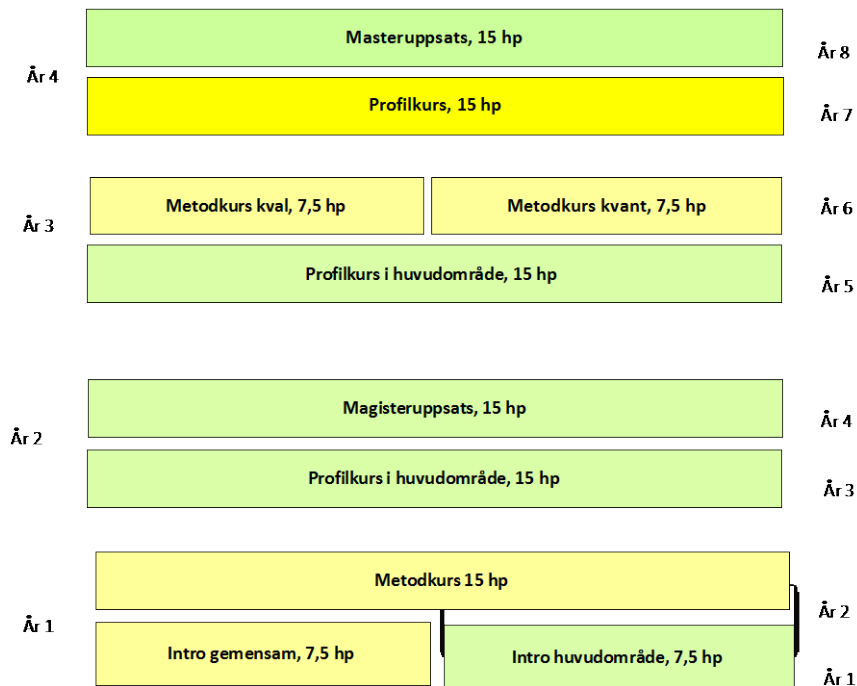 Masteruppsats, 15 hp
År 8
År 4
Profilkurs, 15 hp
År 7
Metodkurs kval, 7,5 hp
Metodkurs kvant, 7,5 hp
År 6
År 3
Profilkurs i huvudområde, 15 hp
År 5
Magisteruppsats, 15 hp
År 4
År 2
Profilkurs i huvudområde, 15 hp
År 3
Metodkurs 15 hp
År 2
År 1
Intro gemensam, 7,5 hp
Intro huvudområde, 7,5 hp
År 1